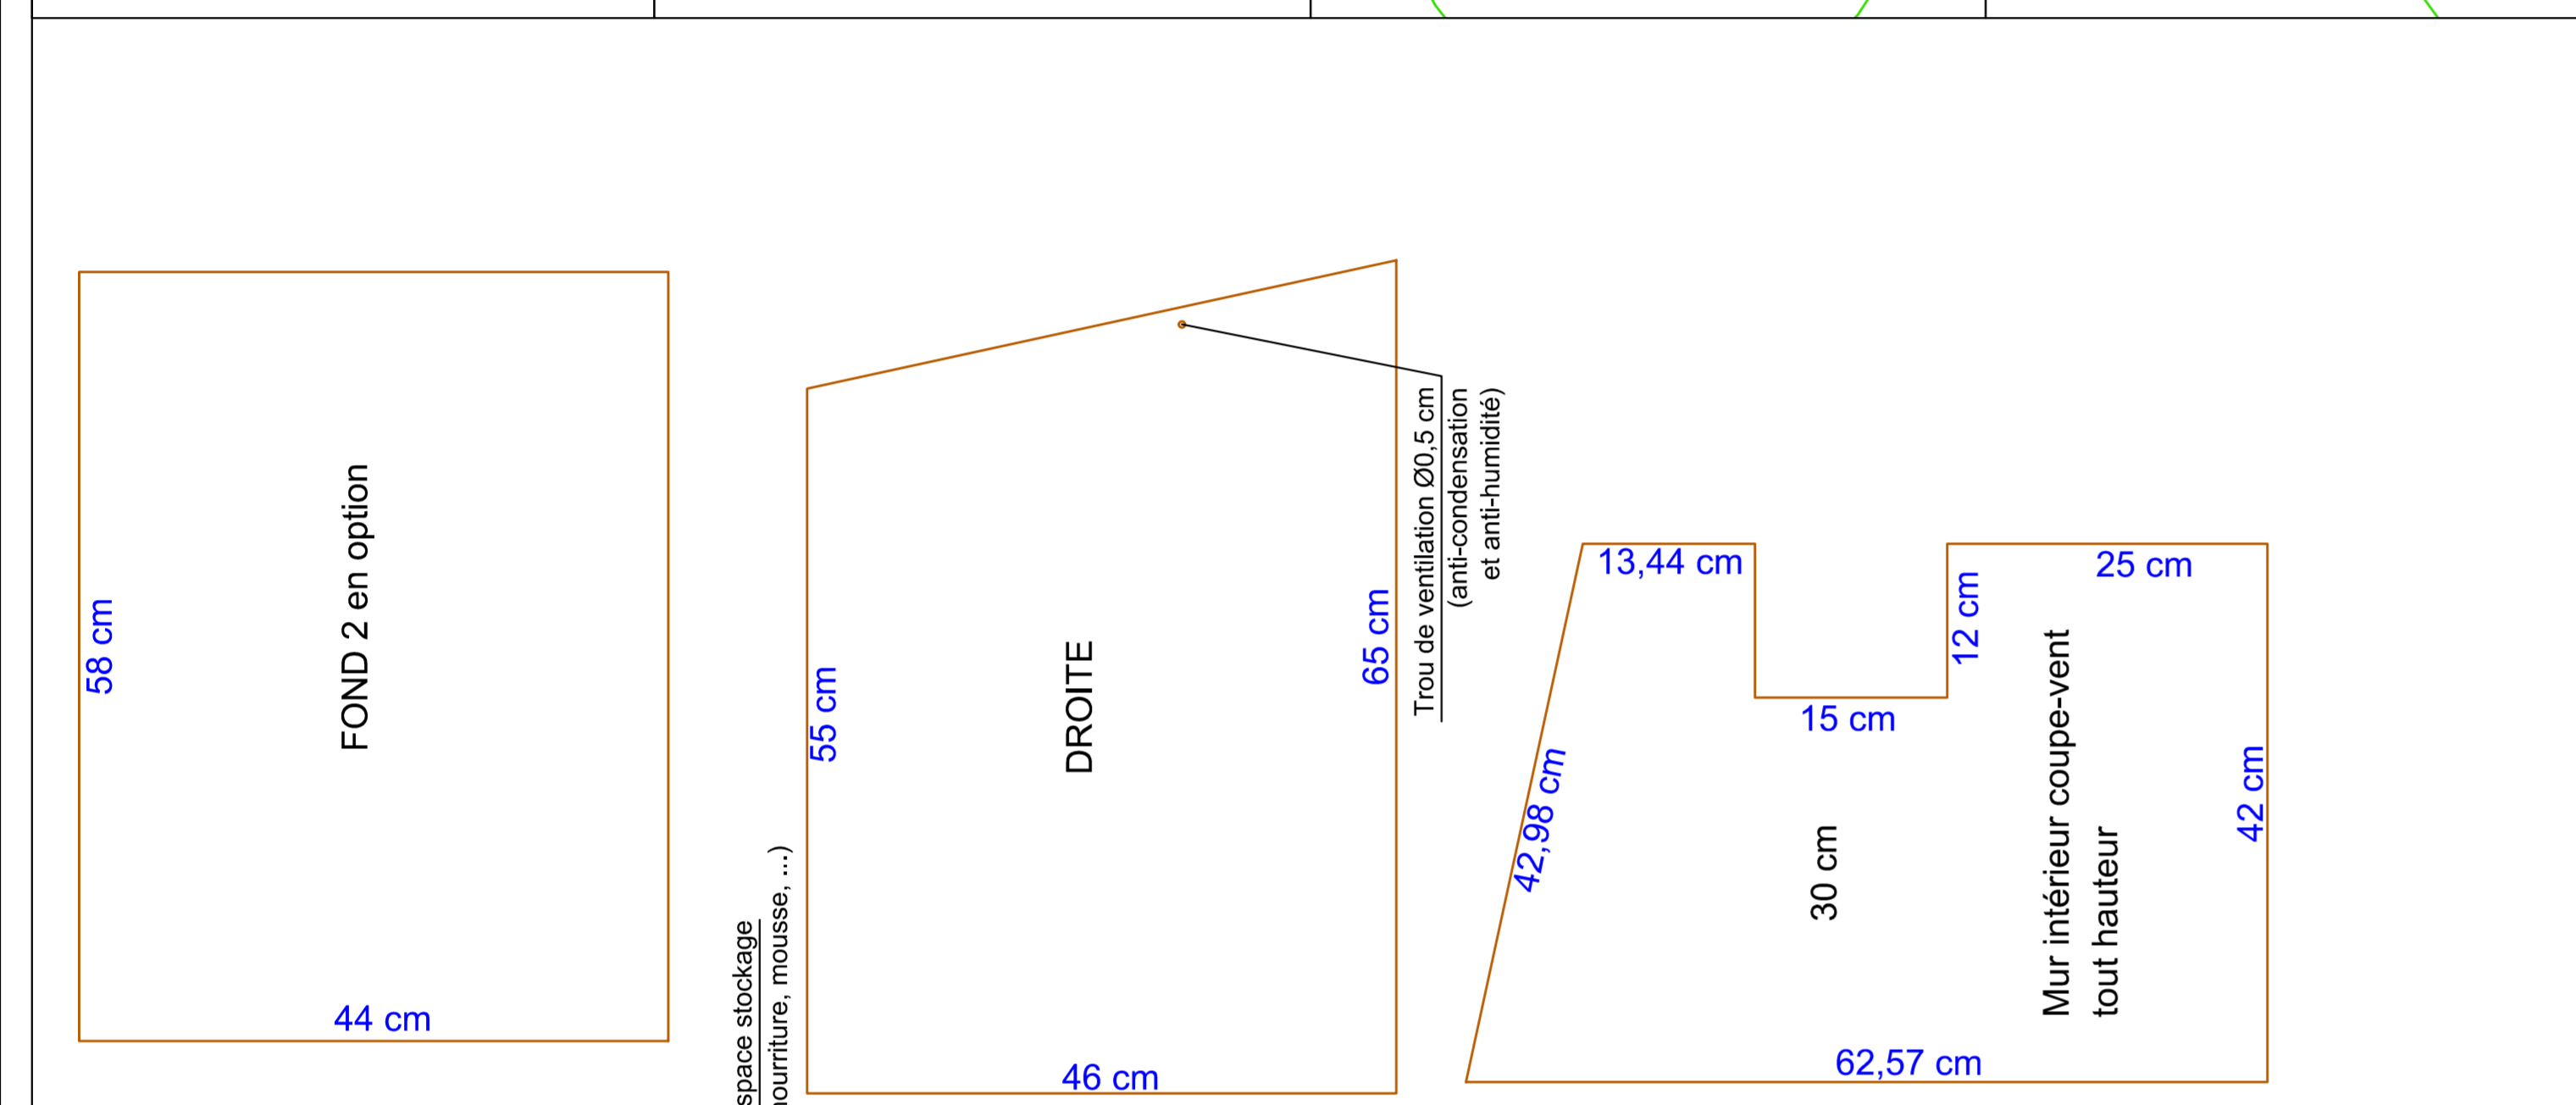 58 cm
FOND 2 en option
44 cm
space stockage
nourriture, mousse, ...)
55 cm
DROITE
65 cm
46 cm
Trou de ventilation Ø0,5 cm
(anti-condensation
et anti-humidité)
13,44 cm
25 cm
12 cm
15 cm
42,98 cm
30 cm
Mur intérieur coupe-vent
tout hauteur
42 cm
62,57 cm